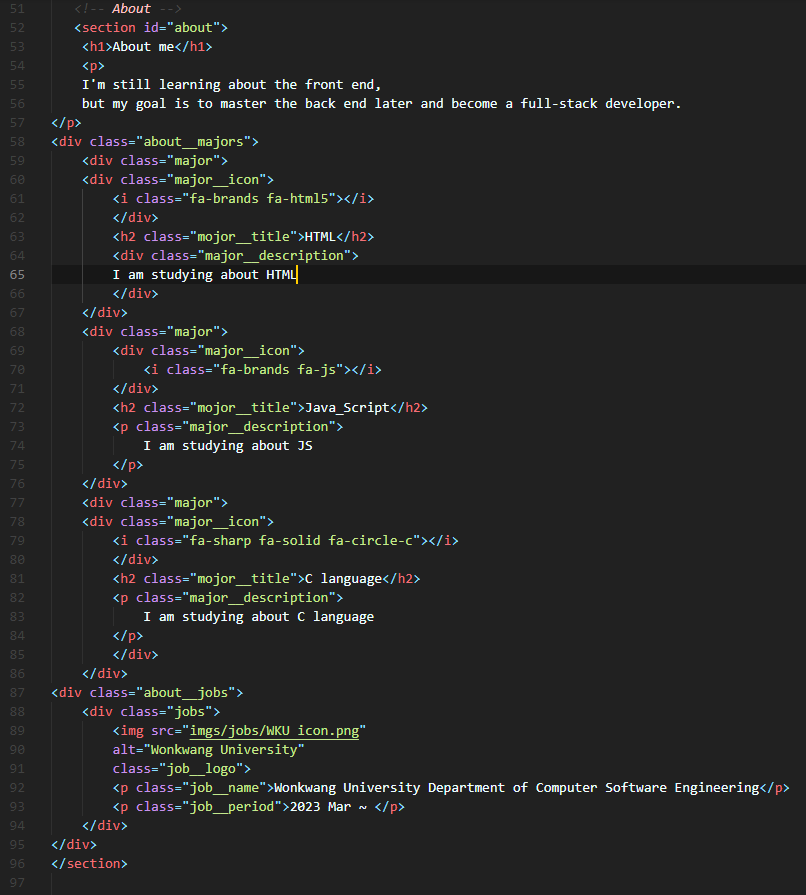 51 <!-- About -->
52 <section id="about">
53 <h1>About me</h1>
54 <p>
55 I'm still learning about the front end,
56 but my goal is to master the back end later and become a full-stack developer.
57 </p>
58 <div class="about__majors">
59 <div class="major">
60 <div class="major__icon">
61 <i class="fa-brands fa-html5"></i>
62 </div>
63 <h2 class="mojor__title">HTML</h2>
64 <div class="major__description">
65 I am studying about HTML
66 </div>
67 </div>
68 <div class="major">
69 <div class="major__icon">
70 <i class="fa-brands fa-js"></i>
71 </div>
72 <h2 class="mojor__title">Java_Script</h2>
73 <p class="major__description">
74 I am studying about JS
75 </p>
76 </div>
77 <div class="major">
78 <div class="major__icon">
79 <i class="fa-sharp fa-solid fa-circle-c"></i>
80 </div>
81 <h2 class="mojor__title">C language</h2>
82 <p class="major__description">
83 I am studying about C language
84 </p>
85 </div>
86 </div>
87 <div class="about__jobs">
88 <div class="jobs">
89 <img src="imgs/jobs/WKU icon.png"
90 alt="Wonkwang University"
91 class="job__logo">
92 <p class="job__name">Wonkwang University Department of Computer Software Engineering</p>
93 <p class="job__period">2023 Mar ~ </p>
94 </div>
95 </div>
96 </section>
97